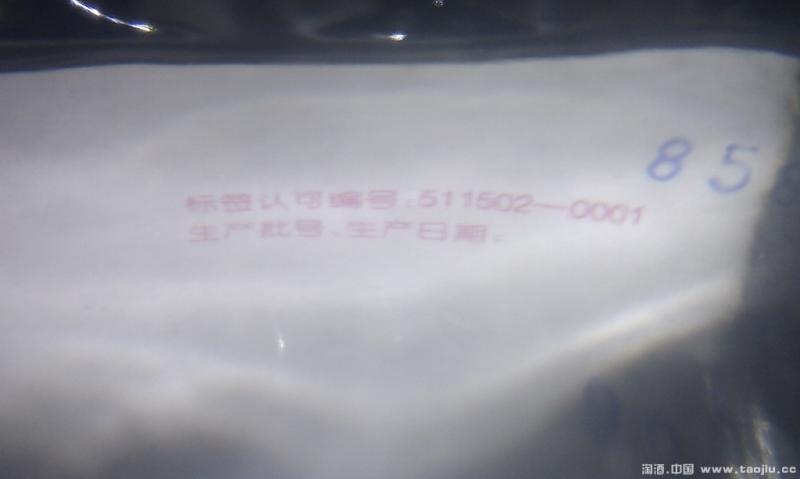 85
标签认可编号:511502—0001
生产批号、生产日期:
淘酒.中国 www.taojiu.cc